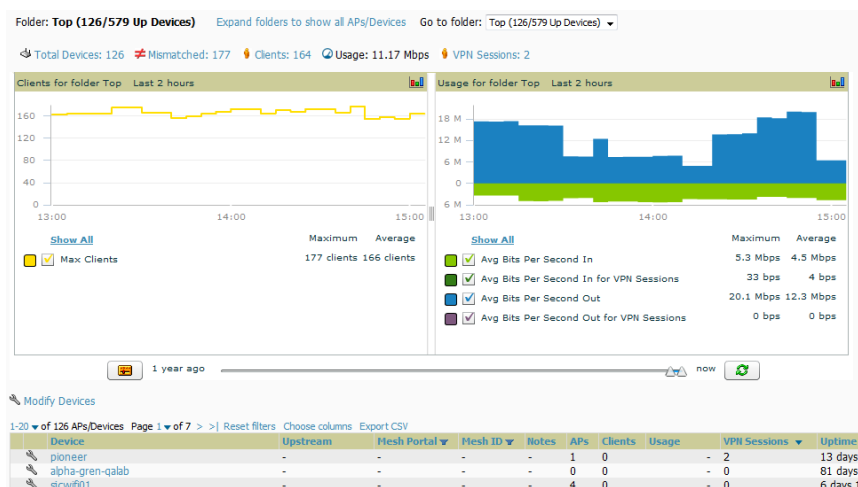 Folder: Top (126/579 Up Devices) Expand folders to show all APs/Devices Go to folder: Top (126/579 Up Devices)
Total Devices: 126 Mismatched: 177 Clients: 164 Usage: 11.17 Mbps VPN Sessions: 2
Clients for folder Top Last 2 hours
160
120
80
40
0
13:00 14:00 15:00
Show All Maximum Average
Max Clients 177 clients 166 clients
Usage for folder Top Last 2 hours
18 M
12 M
6 M
0
6 M
13:00 14:00 15:00
Show All Maximum Average
Avg Bits Per Second In 5.3 Mbps 4.5 Mbps
Avg Bits Per Second In for VPN Sessions 33 bps 4 bps
Avg Bits Per Second Out 20.1 Mbps 12.3 Mbps
Avg Bits Per Second Out for VPN Sessions 0 bps 0 bps
1 year ago now
Modify Devices
1-20 of 126 APs/Devices Page 1 of 7 > >| Reset filters Choose columns Export CSV
Device Upstream Mesh Portal Mesh ID Notes APs Clients Usage VPN Sessions Uptime
pioneer - - - - 1 0 - 2 13 days
alpha-gren-qalab - - - - 0 0 - 0 81 days
sicwifi01 - - - - 4 0 - 0 6 days 1